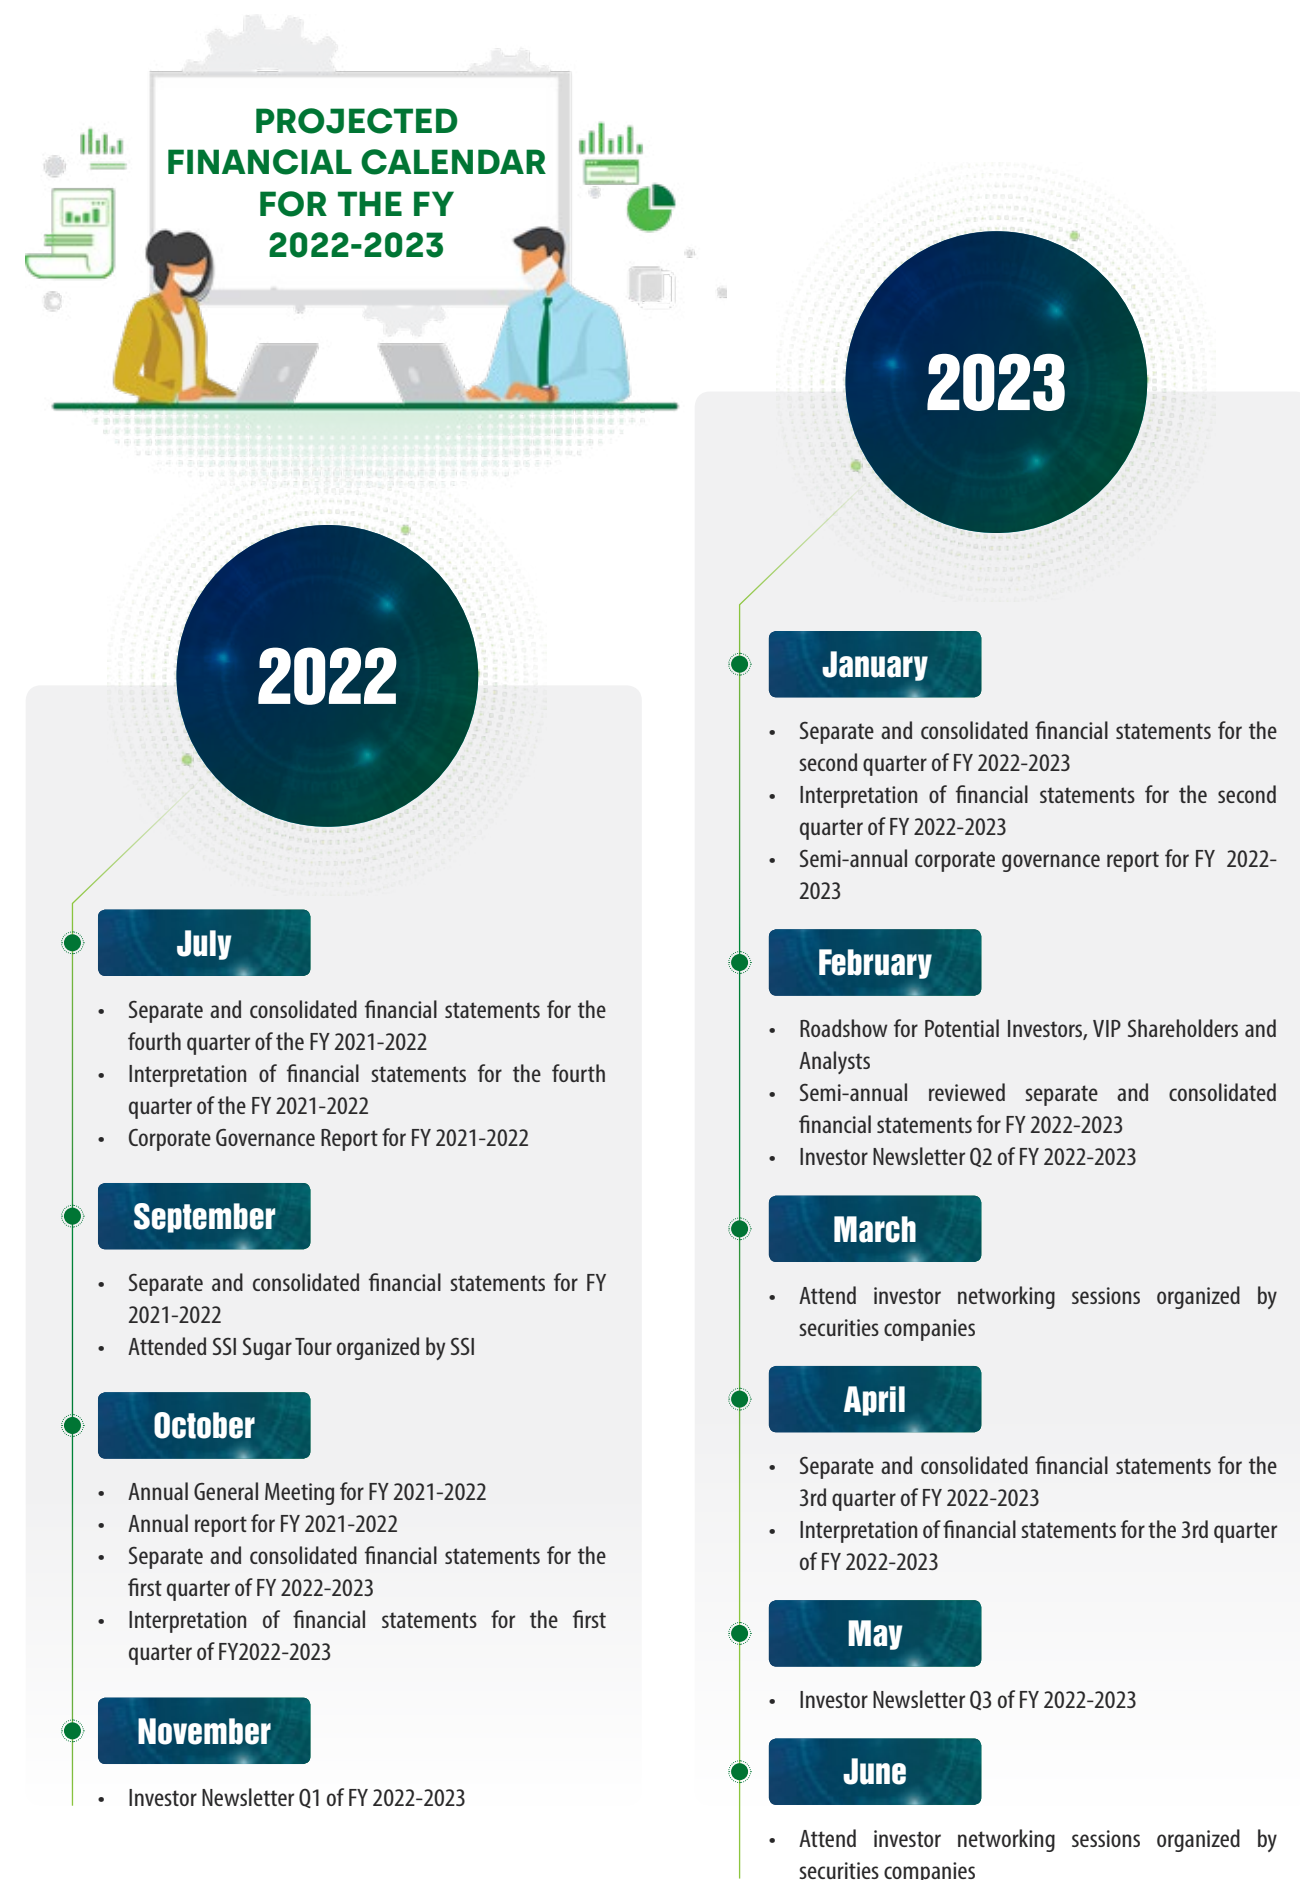 PROJECTED
FINANCIAL CALENDAR
FOR THE FY
2022-2023
2022
July
• Separate and consolidated financial statements for the
fourth quarter of the FY 2021-2022
• Interpretation of financial statements for the fourth
quarter of the FY 2021-2022
• Corporate Governance Report for FY 2021-2022
September
• Separate and consolidated financial statements for FY
2021-2022
• Attended SSI Sugar Tour organized by SSI
October
• Annual General Meeting for FY 2021-2022
• Annual report for FY 2021-2022
• Separate and consolidated financial statements for the
first quarter of FY 2022-2023
• Interpretation of financial statements for the first
quarter of FY2022-2023
November
• Investor Newsletter Q1 of FY 2022-2023
2023
January
• Separate and consolidated financial statements for the
second quarter of FY 2022-2023
• Interpretation of financial statements for the second
quarter of FY 2022-2023
• Semi-annual corporate governance report for FY 2022-
2023
February
• Roadshow for Potential Investors, VIP Shareholders and
Analysts
• Semi-annual reviewed separate and consolidated
financial statements for FY 2022-2023
• Investor Newsletter Q2 of FY 2022-2023
March
• Attend investor networking sessions organized by
securities companies
April
• Separate and consolidated financial statements for the
3rd quarter of FY 2022-2023
• Interpretation of financial statements for the 3rd quarter
of FY 2022-2023
May
• Investor Newsletter Q3 of FY 2022-2023
June
• Attend investor networking sessions organized by
securities companies